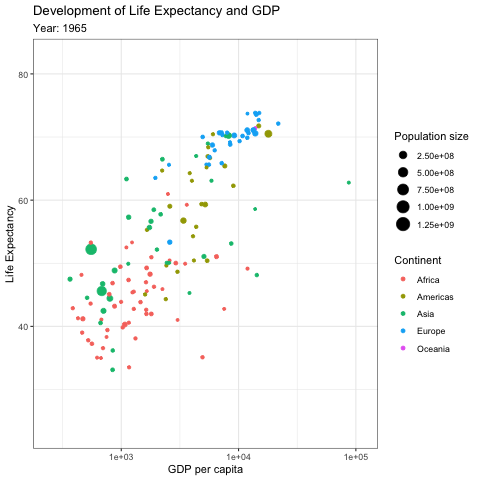 Development of Life Expectancy and GDP
Year: 1965
80
60
40
Life Expectancy
1e+03
1e+04
1e+05
GDP per capita
Population size
2.50e+08
5.00e+08
7.50e+08
1.00e+09
1.25e+09
Continent
Africa
Americas
Asia
Europe
Oceania